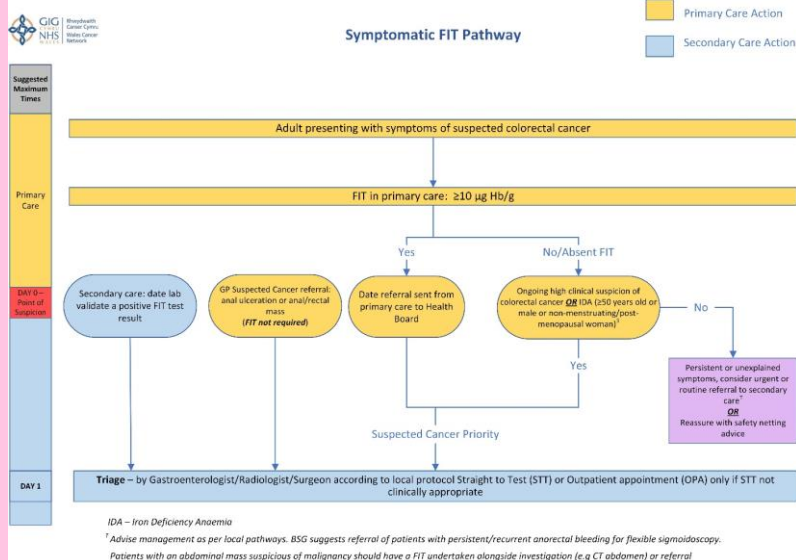 GIG
CYMRU
NHS
WALES
Rhwydwaith
Canser Cymru
Wales Cancer
Network
Symptomatic FIT Pathway
Primary Care Action
Secondary Care Action
Suggested
Maximum
Times
Adult presenting with symptoms of suspected colorectal cancer
Primary
Care
FIT in primary care: ≥10 µg Hb/g
Yes
No/Absent FIT
DAY 0 –
Point of
Suspicion
Secondary care: date lab
validate a positive FIT test
result
GP Suspected Cancer referral:
anal ulceration or anal/rectal
mass
(FIT not required)
Date referral sent from
primary care to Health
Board
Ongoing high clinical suspicion of
colorectal cancer OR IDA (≥50 years old or
male or non-menstruating/post-
menopausal woman)
No
Yes
Persistent or unexplained
symptoms, consider urgent or
routine referral to secondary
care†
OR
Reassure with safety netting
advice
Suspected Cancer Priority
DAY 1
Triage – by Gastroenterologist/Radiologist/Surgeon according to local protocol Straight to Test (STT) or Outpatient appointment (OPA) only if STT not
clinically appropriate
IDA – Iron Deficiency Anaemia
† Advise management as per local pathways. BSG suggests referral of patients with persistent/recurrent anorectal bleeding for flexible sigmoidoscopy.
Patients with an abdominal mass suspicious of malignancy should have a FIT undertaken alongside investigation (e.g CT abdomen) or referral